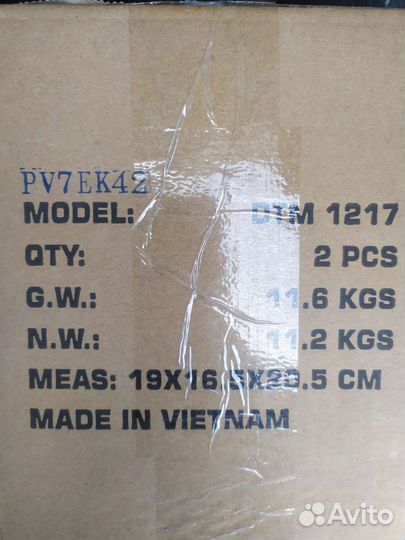 PV7EK42
MODEL: DTM 1217
QTY: 2 PCS
G.W.: 11.6 KGS
N.W.: 11.2 KGS
MEAS: 19X16.5X20.5 CM
MADE IN VIETNAM
Avito